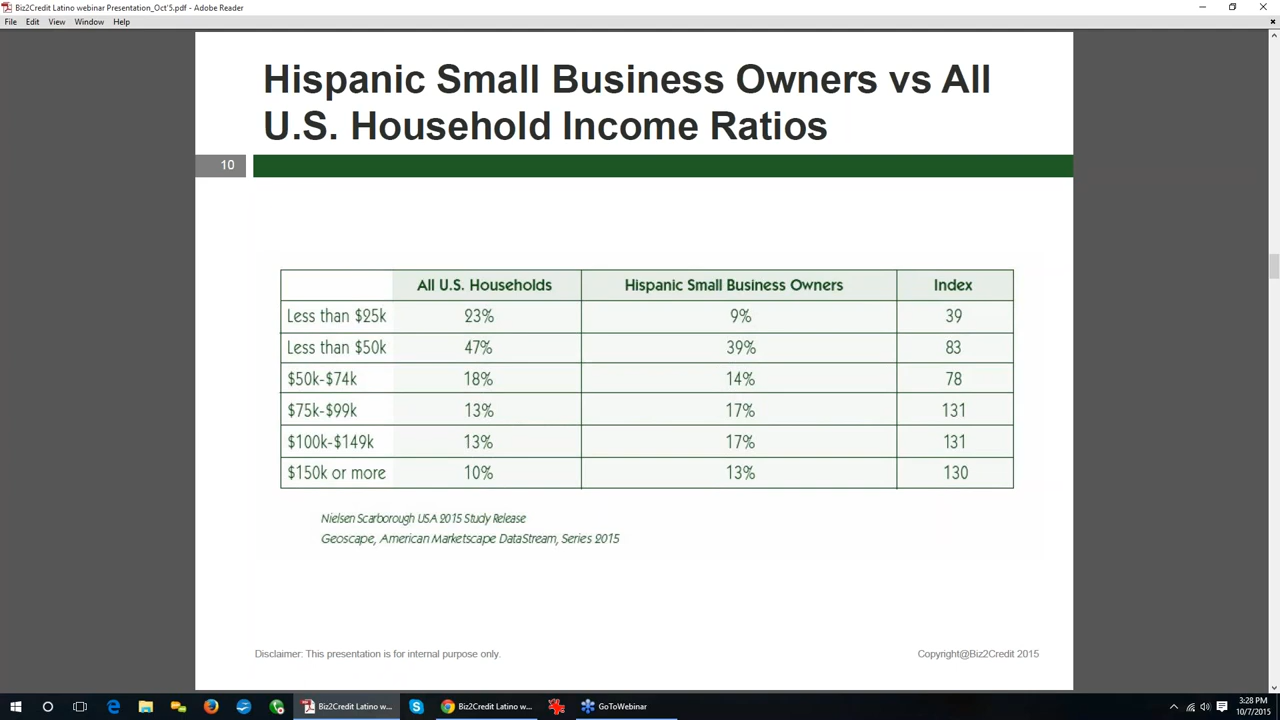 Biz2Credit Latino webinar Presentation_Oct'5.pdf - Adobe Reader
File Edit View Window Help
Hispanic Small Business Owners vs All
U.S. Household Income Ratios
10
All U.S. Households Hispanic Small Business Owners Index
Less than $25k 23% 9% 39
Less than $50k 47% 39% 83
$50k-$74k 18% 14% 78
$75k-$99k 13% 17% 131
$100k-$149k 13% 17% 131
$150k or more 10% 13% 130
Nielsen Scarborough USA 2015 Study Release
Geoscape, American Marketscape DataStream, Series 2015
Disclaimer: This presentation is for internal purpose only. Copyright@Biz2Credit 2015
Biz2Credit Latino w... Biz2Credit Latino w... GoToWebinar 3:28 PM
10/7/2015